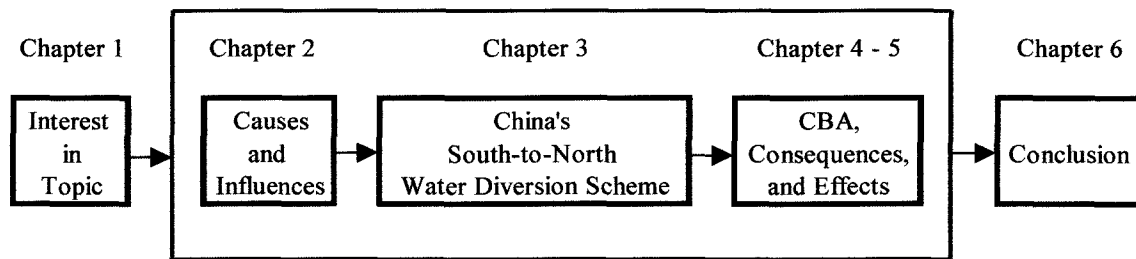 Chapter 1
Chapter 2
Chapter 3
Chapter 4 - 5
Chapter 6
Interest
in
Topic
Causes
and
Influences
China's
South-to-North
Water Diversion Scheme
CBA,
Consequences,
and Effects
Conclusion